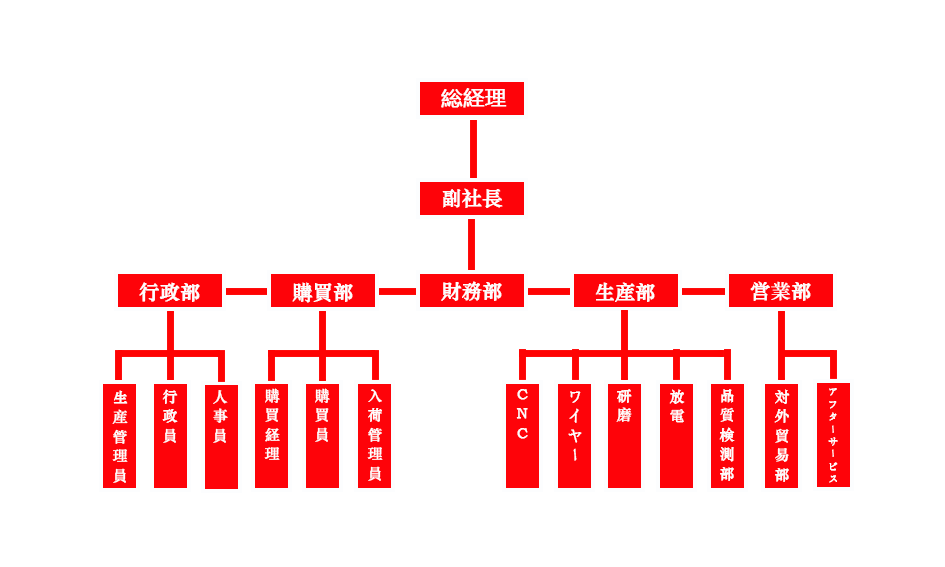 総経理
副社長
行政部
購買部
財務部
生産部
営業部
生産管理員
行政員
人事員
購買経理
購買員
入荷管理員
CNC
ワイヤー
研磨
放電
品質検測部
対外貿易部
アフターサービス